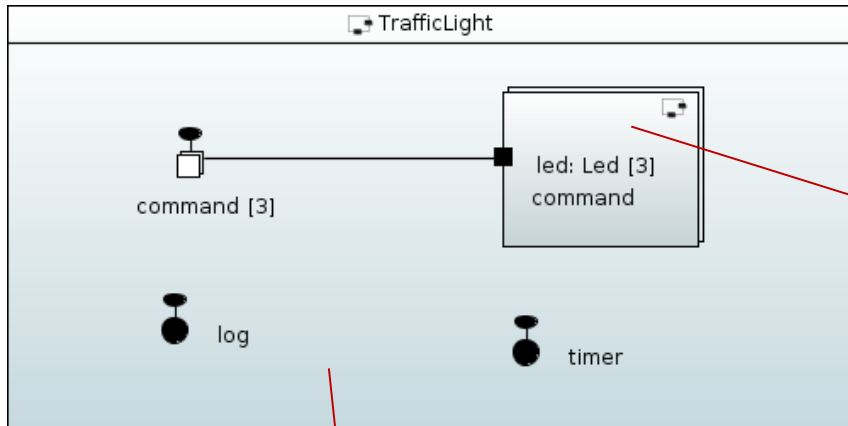 TrafficLight
led: Led [3]
command
command [3]
log
timer